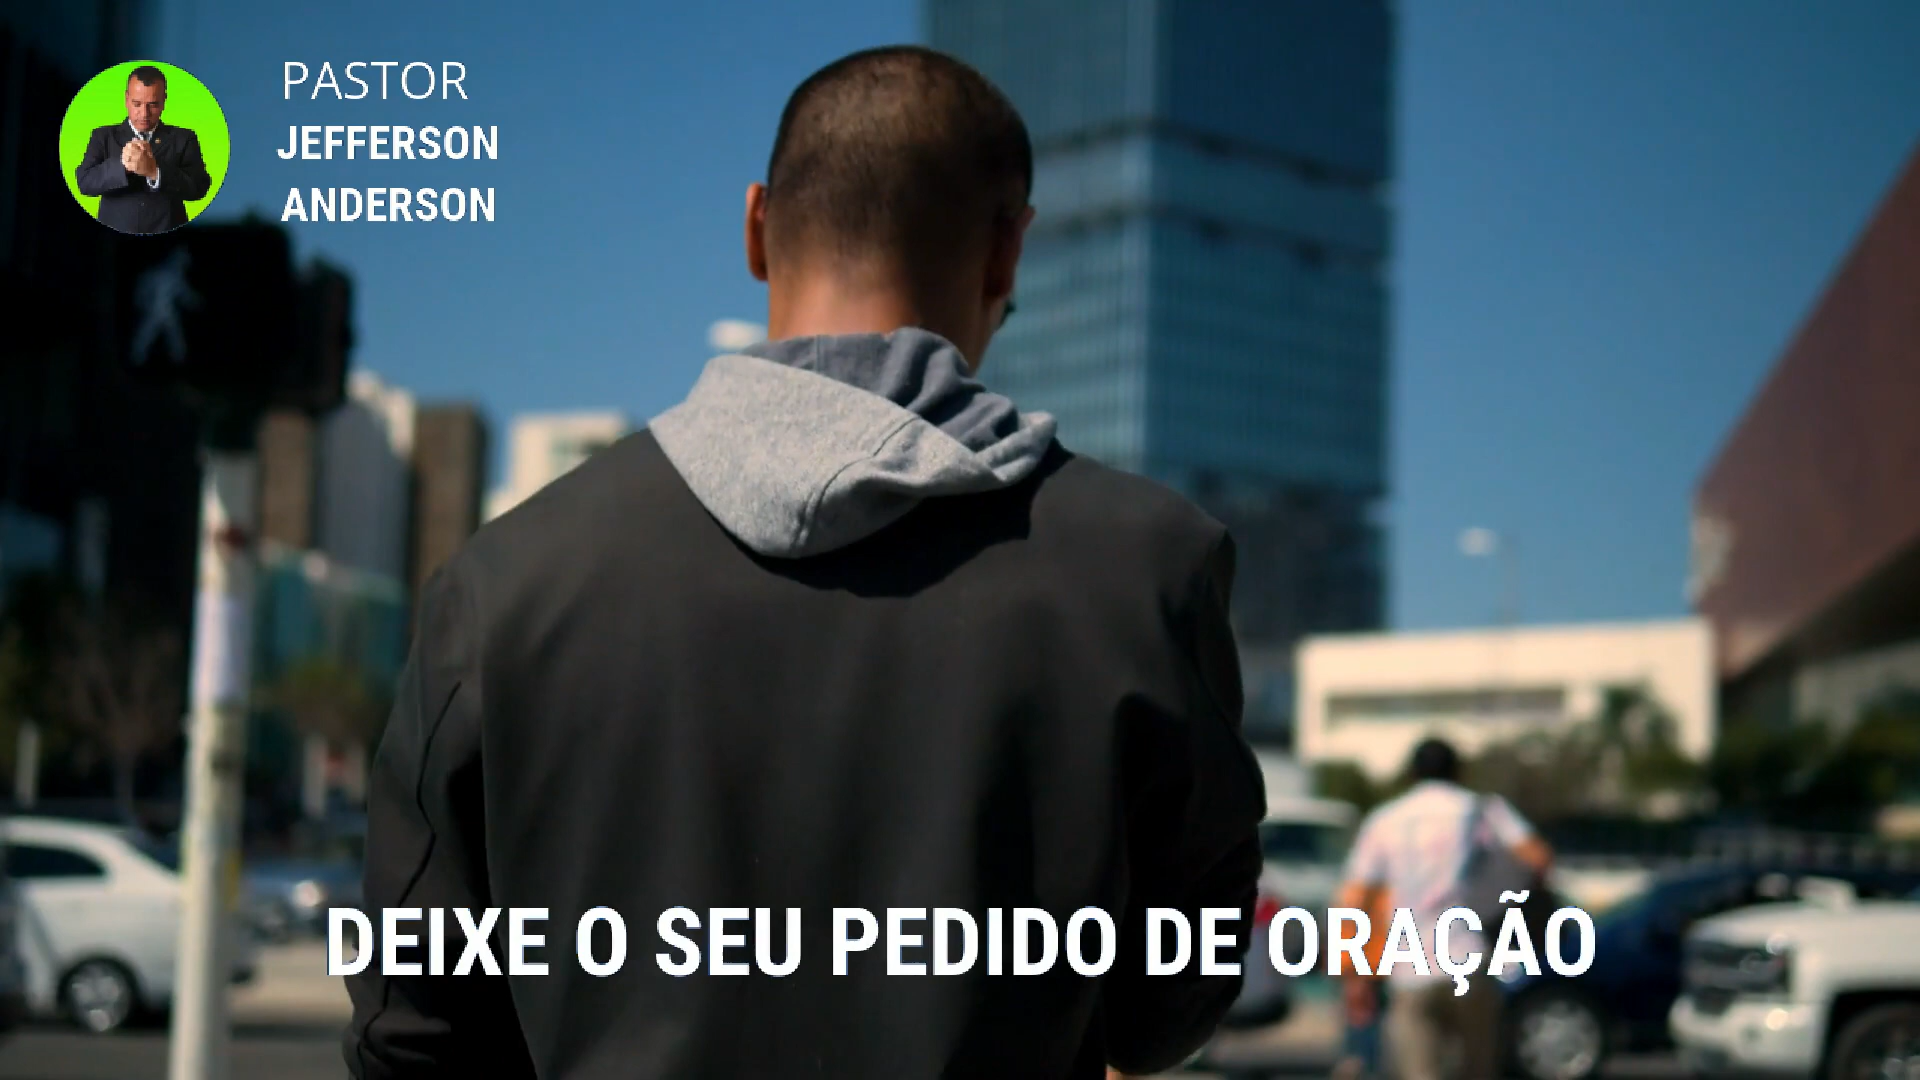 PASTOR
JEFFERSON
ANDERSON
DEIXE O SEU PEDIDO DE ORAÇÃO